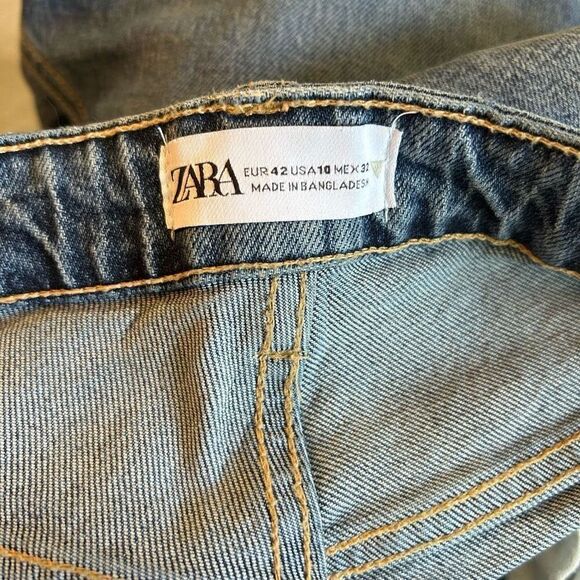 ZARA
EUR 42 USA 10 MEX 32
MADE IN BANGLADESH